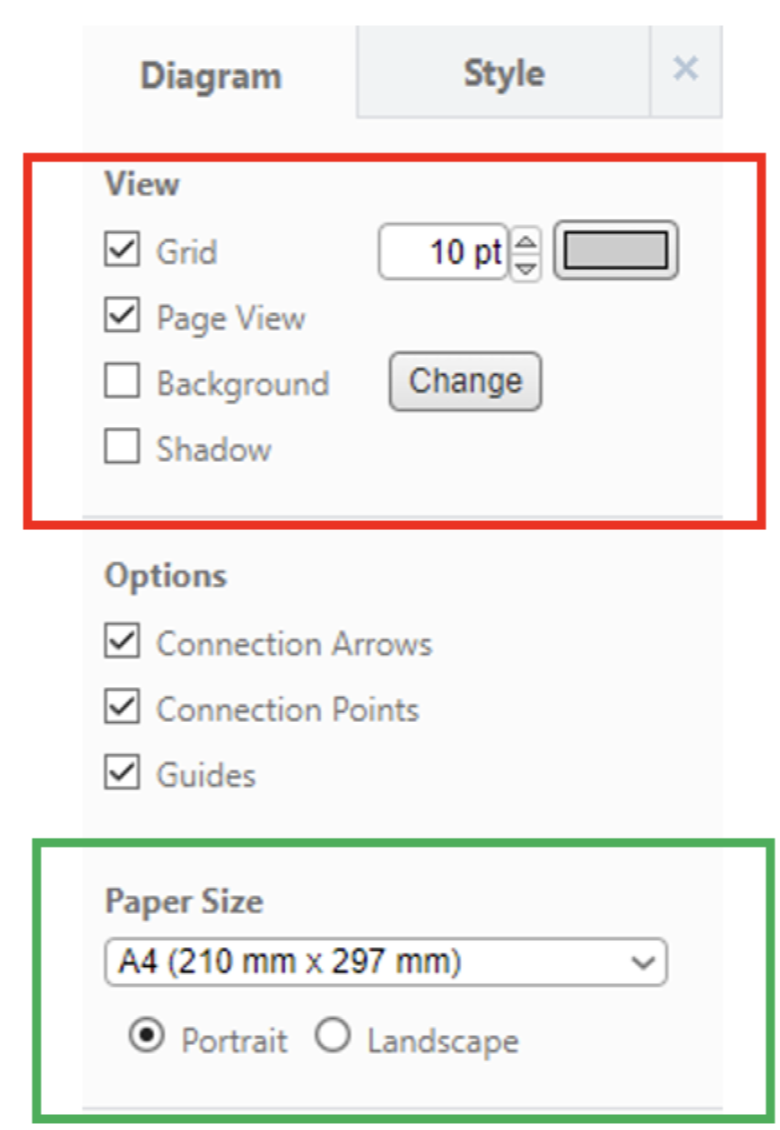 Diagram Style ×
View
Grid 10 pt
Page View
Background Change
Shadow
Options
Connection Arrows
Connection Points
Guides
Paper Size
A4 (210 mm x 297 mm)
Portrait Landscape